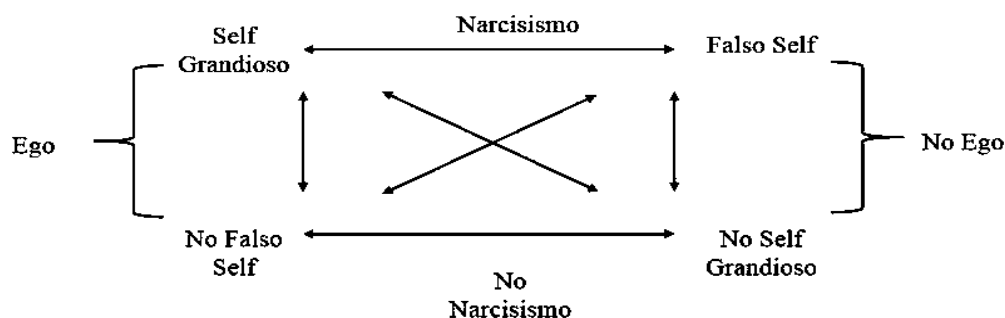 Narcisismo
Self
Grandioso
Falso Self
Ego
No Ego
No Falso
Self
No Self
Grandioso
No
Narcisismo